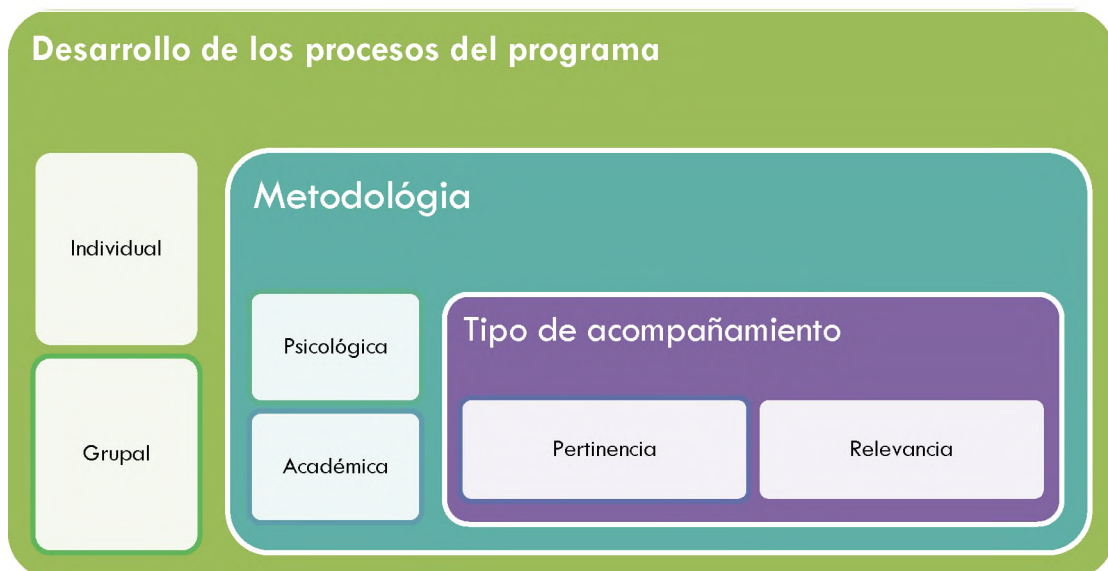 Desarrollo de los procesos del programa
Individual
Grupal
Metodológia
Psicológica
Académica
Tipo de acompañamiento
Pertinencia
Relevancia